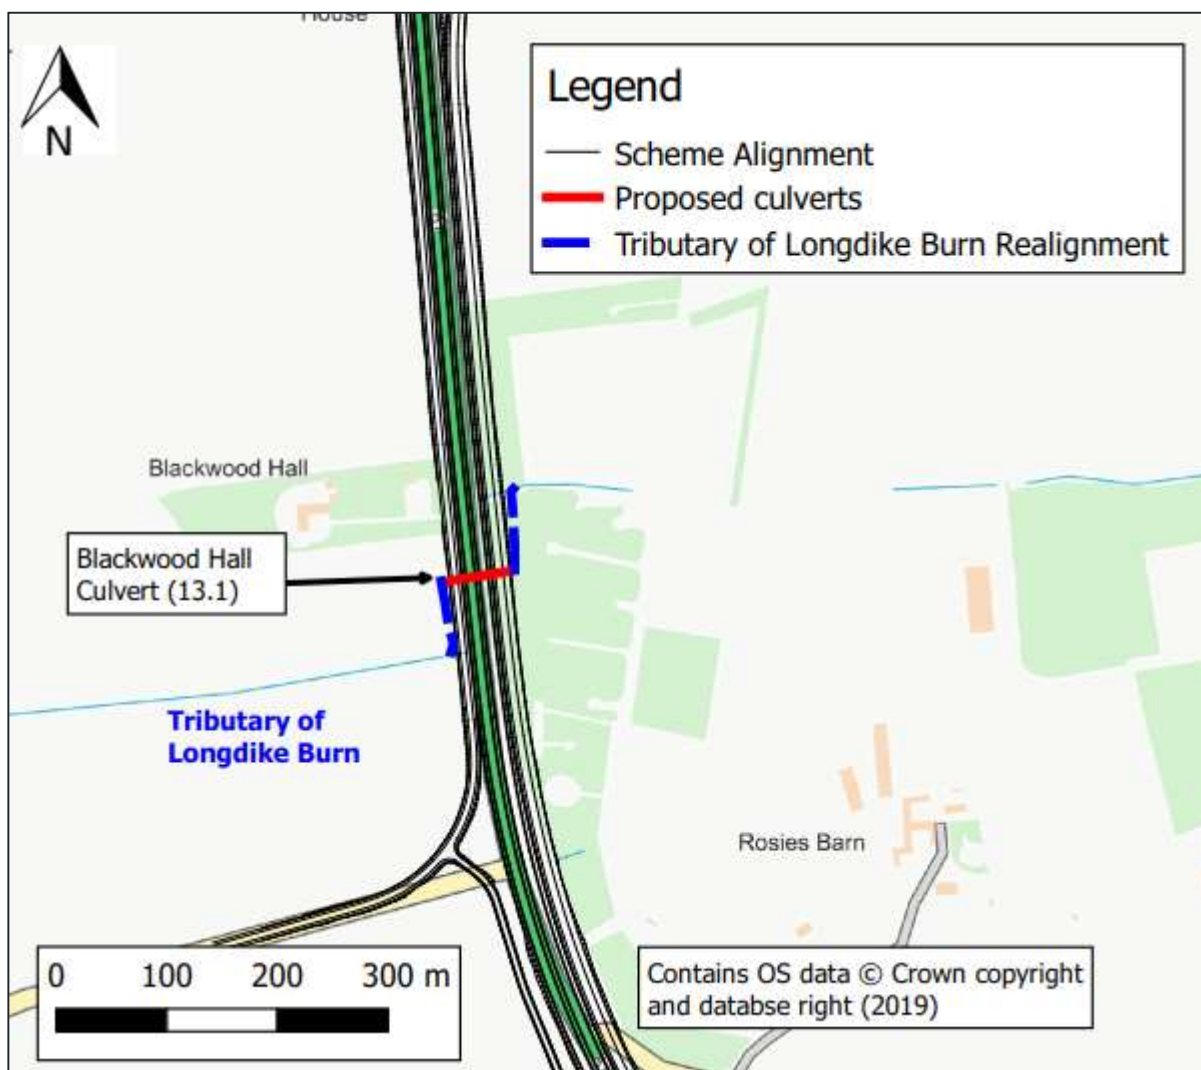 House
N
Legend
Scheme Alignment
Proposed culverts
Tributary of Longdike Burn Realignment
Blackwood Hall
Blackwood Hall
Culvert (13.1)
Tributary of
Longdike Burn
Rosies Barn
0 100 200 300 m
Contains OS data © Crown copyright
and databse right (2019)